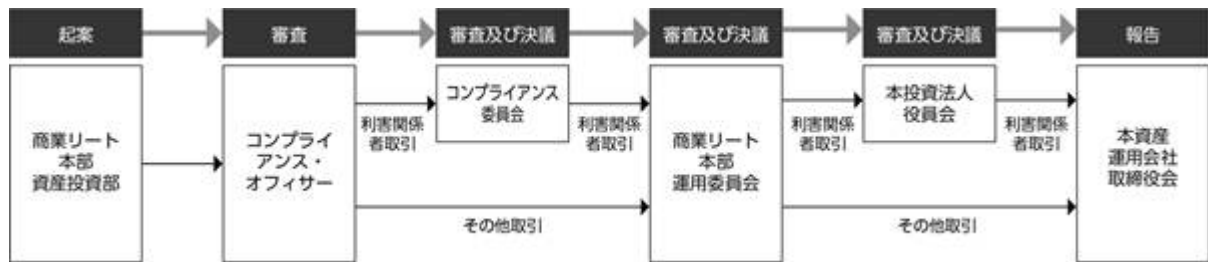 起案
審査
審査及び決議
審査及び決議
審査及び決議
報告
商業リート
本部
資産投資部
コンプライ
アンス・
オフィサー
利害関係
者取引
コンプライアンス
委員会
利害関係
者取引
その他取引
商業リート
本部
運用委員会
利害関係
者取引
本投資法人
役員会
利害関係
者取引
その他取引
本資産
運用会社
取締役会